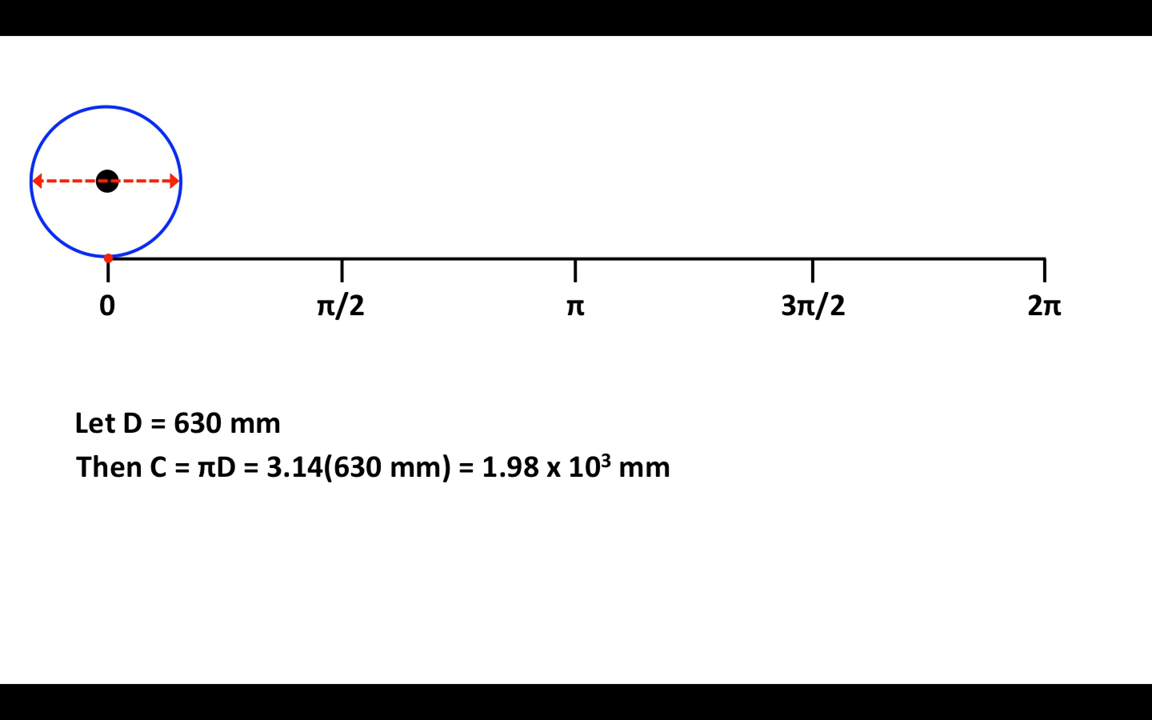 0 π/2 π 3π/2 2π
Let D = 630 mm
Then C = πD = 3.14(630 mm) = 1.98 x 10³ mm